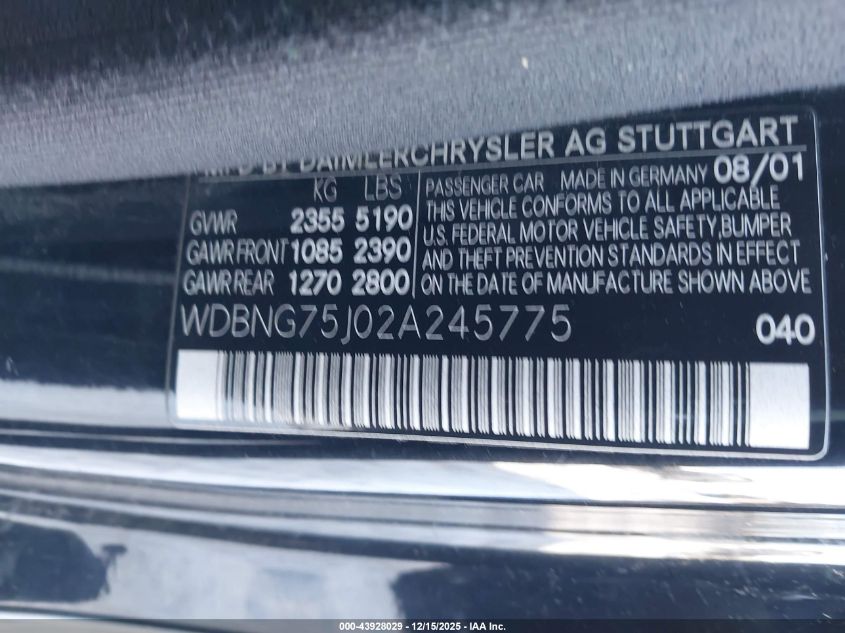 MFD BY DAIMLERCHRYSLER AG STUTTGART
KG LBS
GVWR 2355 5190
GAWR FRONT 1085 2390
GAWR REAR 1270 2800
PASSENGER CAR MADE IN GERMANY 08/01
THIS VEHICLE CONFORMS TO ALL APPLICABLE
U.S. FEDERAL MOTOR VEHICLE SAFETY, BUMPER
AND THEFT PREVENTION STANDARDS IN EFFECT
ON THE DATE OF MANUFACTURE SHOWN ABOVE
WDBNG75J02A245775 040
000-43928029 - 12/15/2025 - IAA Inc.